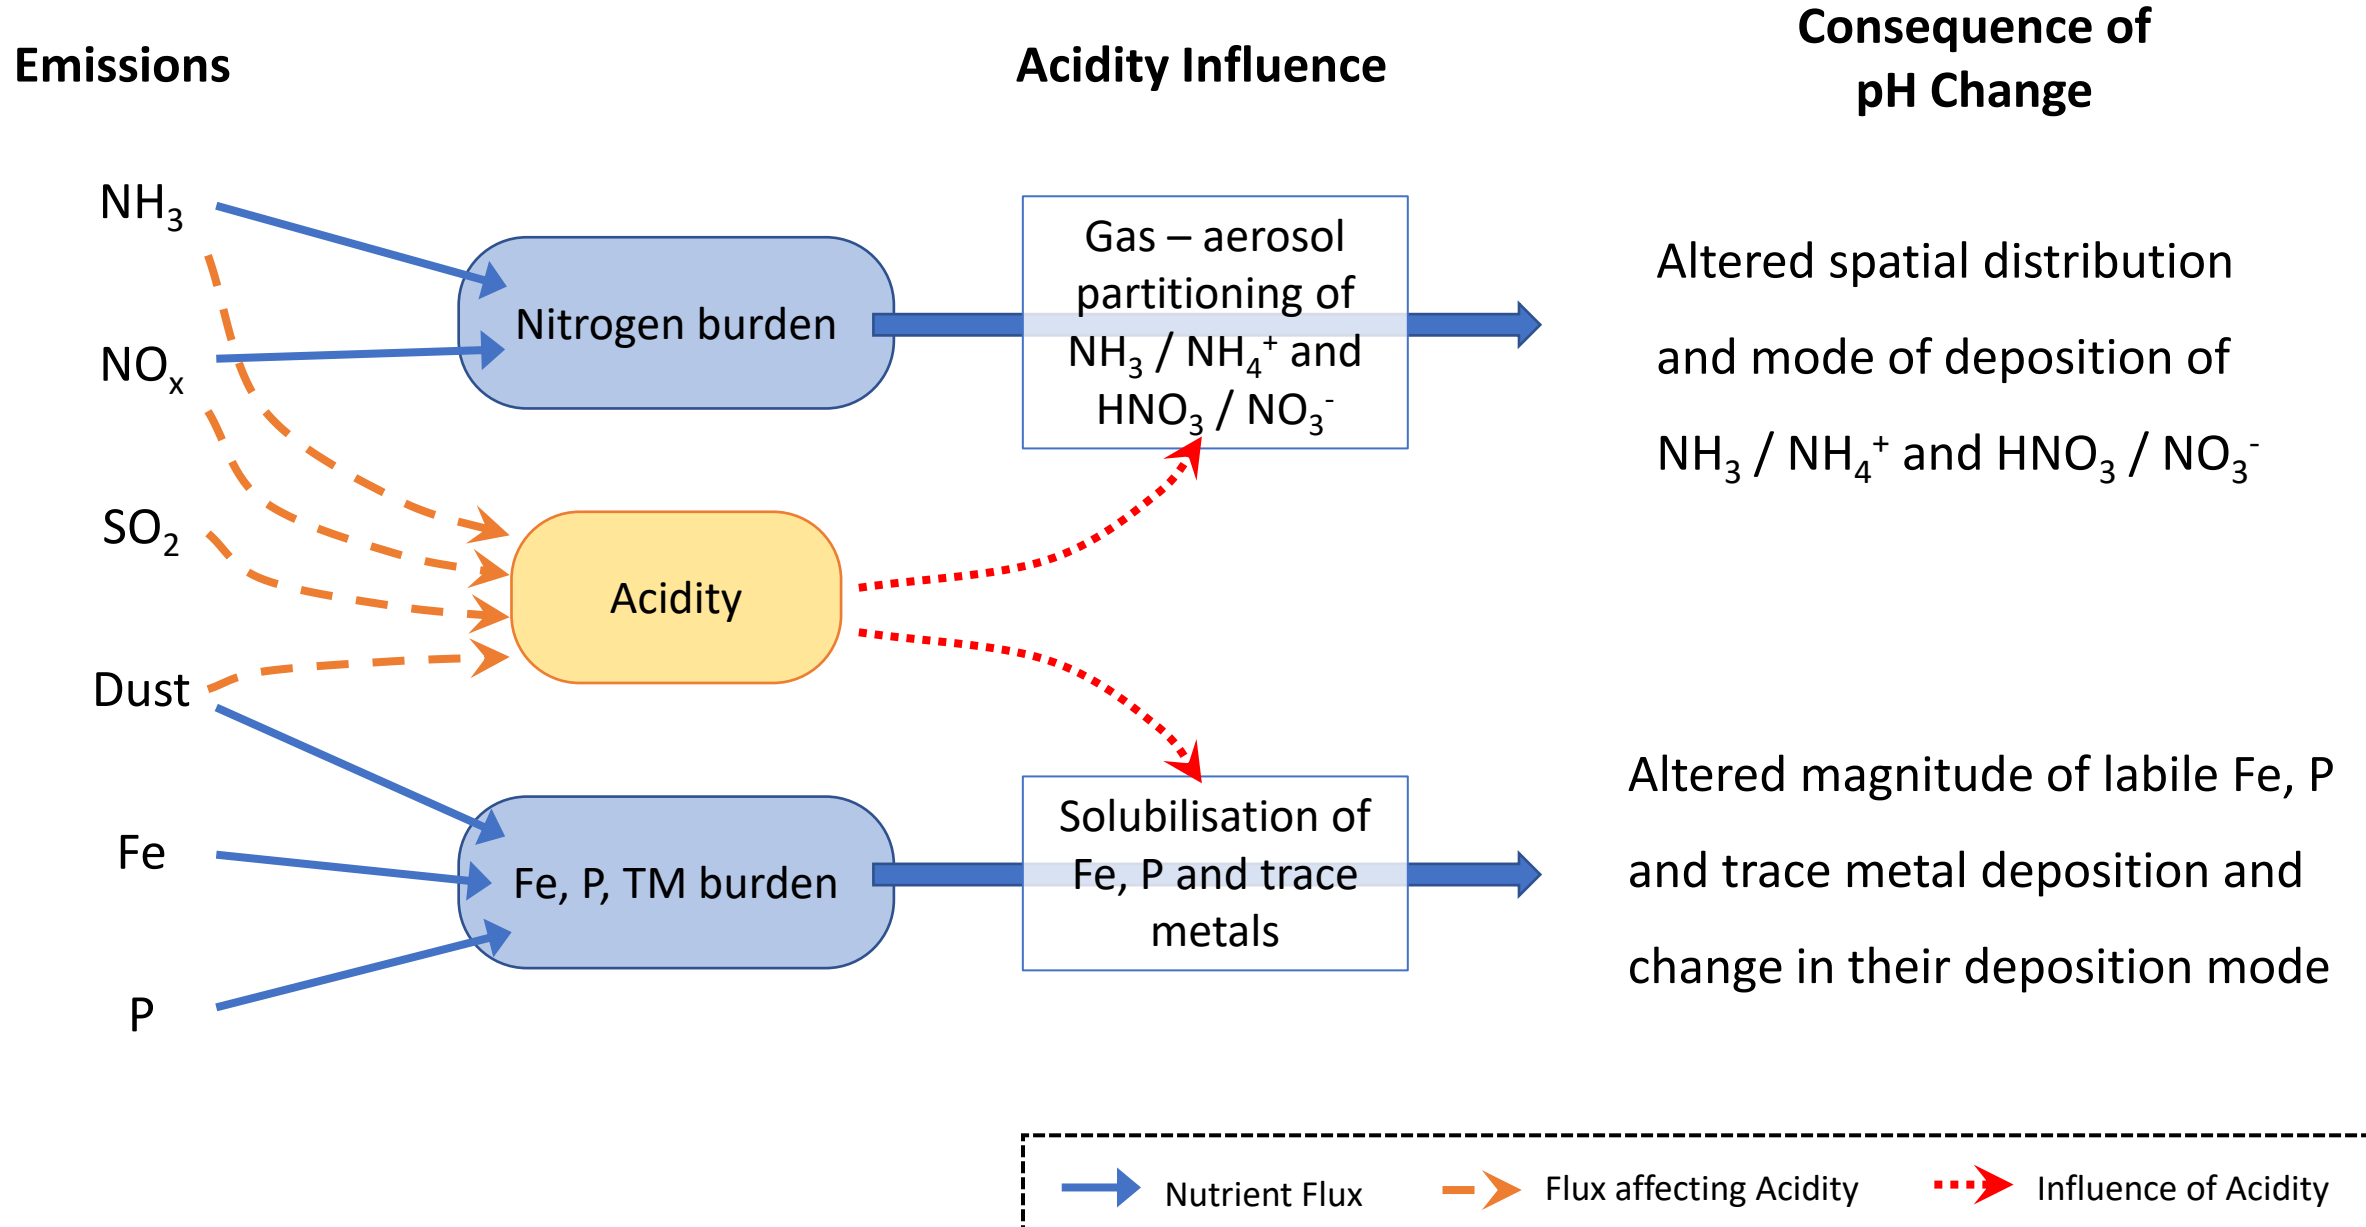 Emissions
Acidity Influence
Consequence of
pH Change
NH₃
NOₓ
SO₂
Dust
Fe
P
Nitrogen burden
Acidity
Fe, P, TM burden
Gas – aerosol
partitioning of
NH₃ / NH₄⁺ and
HNO₃ / NO₃⁻
Solubilisation of
Fe, P and trace
metals
Altered spatial distribution
and mode of deposition of
NH₃ / NH₄⁺ and HNO₃ / NO₃⁻
Altered magnitude of labile Fe, P
and trace metal deposition and
change in their deposition mode
Nutrient Flux
Flux affecting Acidity
Influence of Acidity